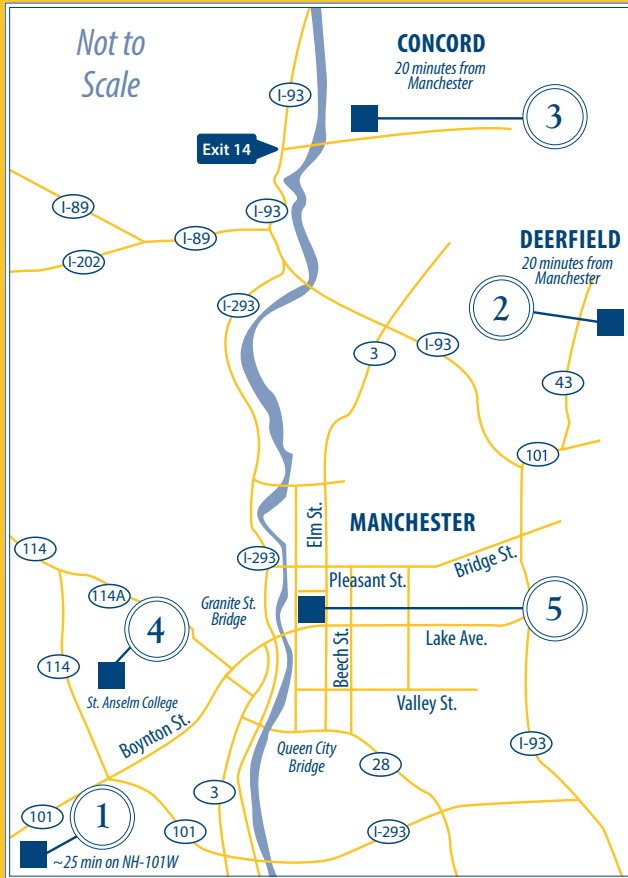 Not to
Scale
CONCORD
20 minutes from
Manchester
I-93
3
Exit 14
I-89
I-93
I-89
I-202
DEERFIELD
20 minutes from
Manchester
2
I-293
3
I-93
43
101
Elm St.
MANCHESTER
114
I-293
Bridge St.
Pleasant St.
114A
Granite St.
Bridge
5
4
Beech St.
Lake Ave.
114
St. Anselm College
Valley St.
Boynton St.
Queen City
Bridge
I-93
28
3
1
101
101
I-293
~25 min on NH-101W